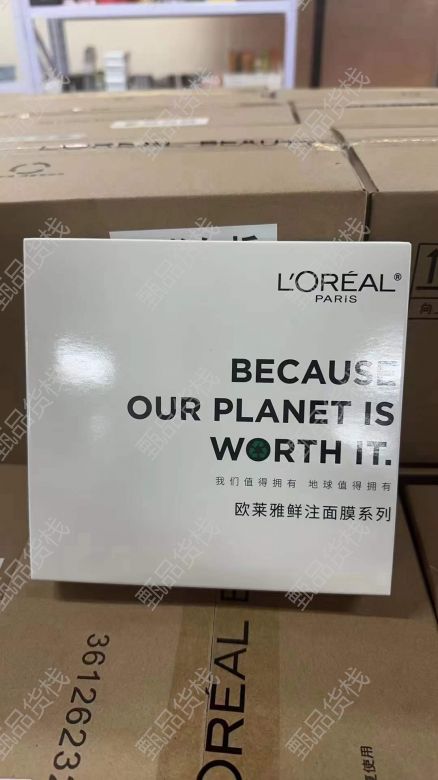 L'ORÉAL BEAUTY
L'ORÉAL®
PARIS
BECAUSE
OUR PLANET IS
WORTH IT.
我们值得拥有 地球值得拥有
欧莱雅鲜注面膜系列
甄品货栈